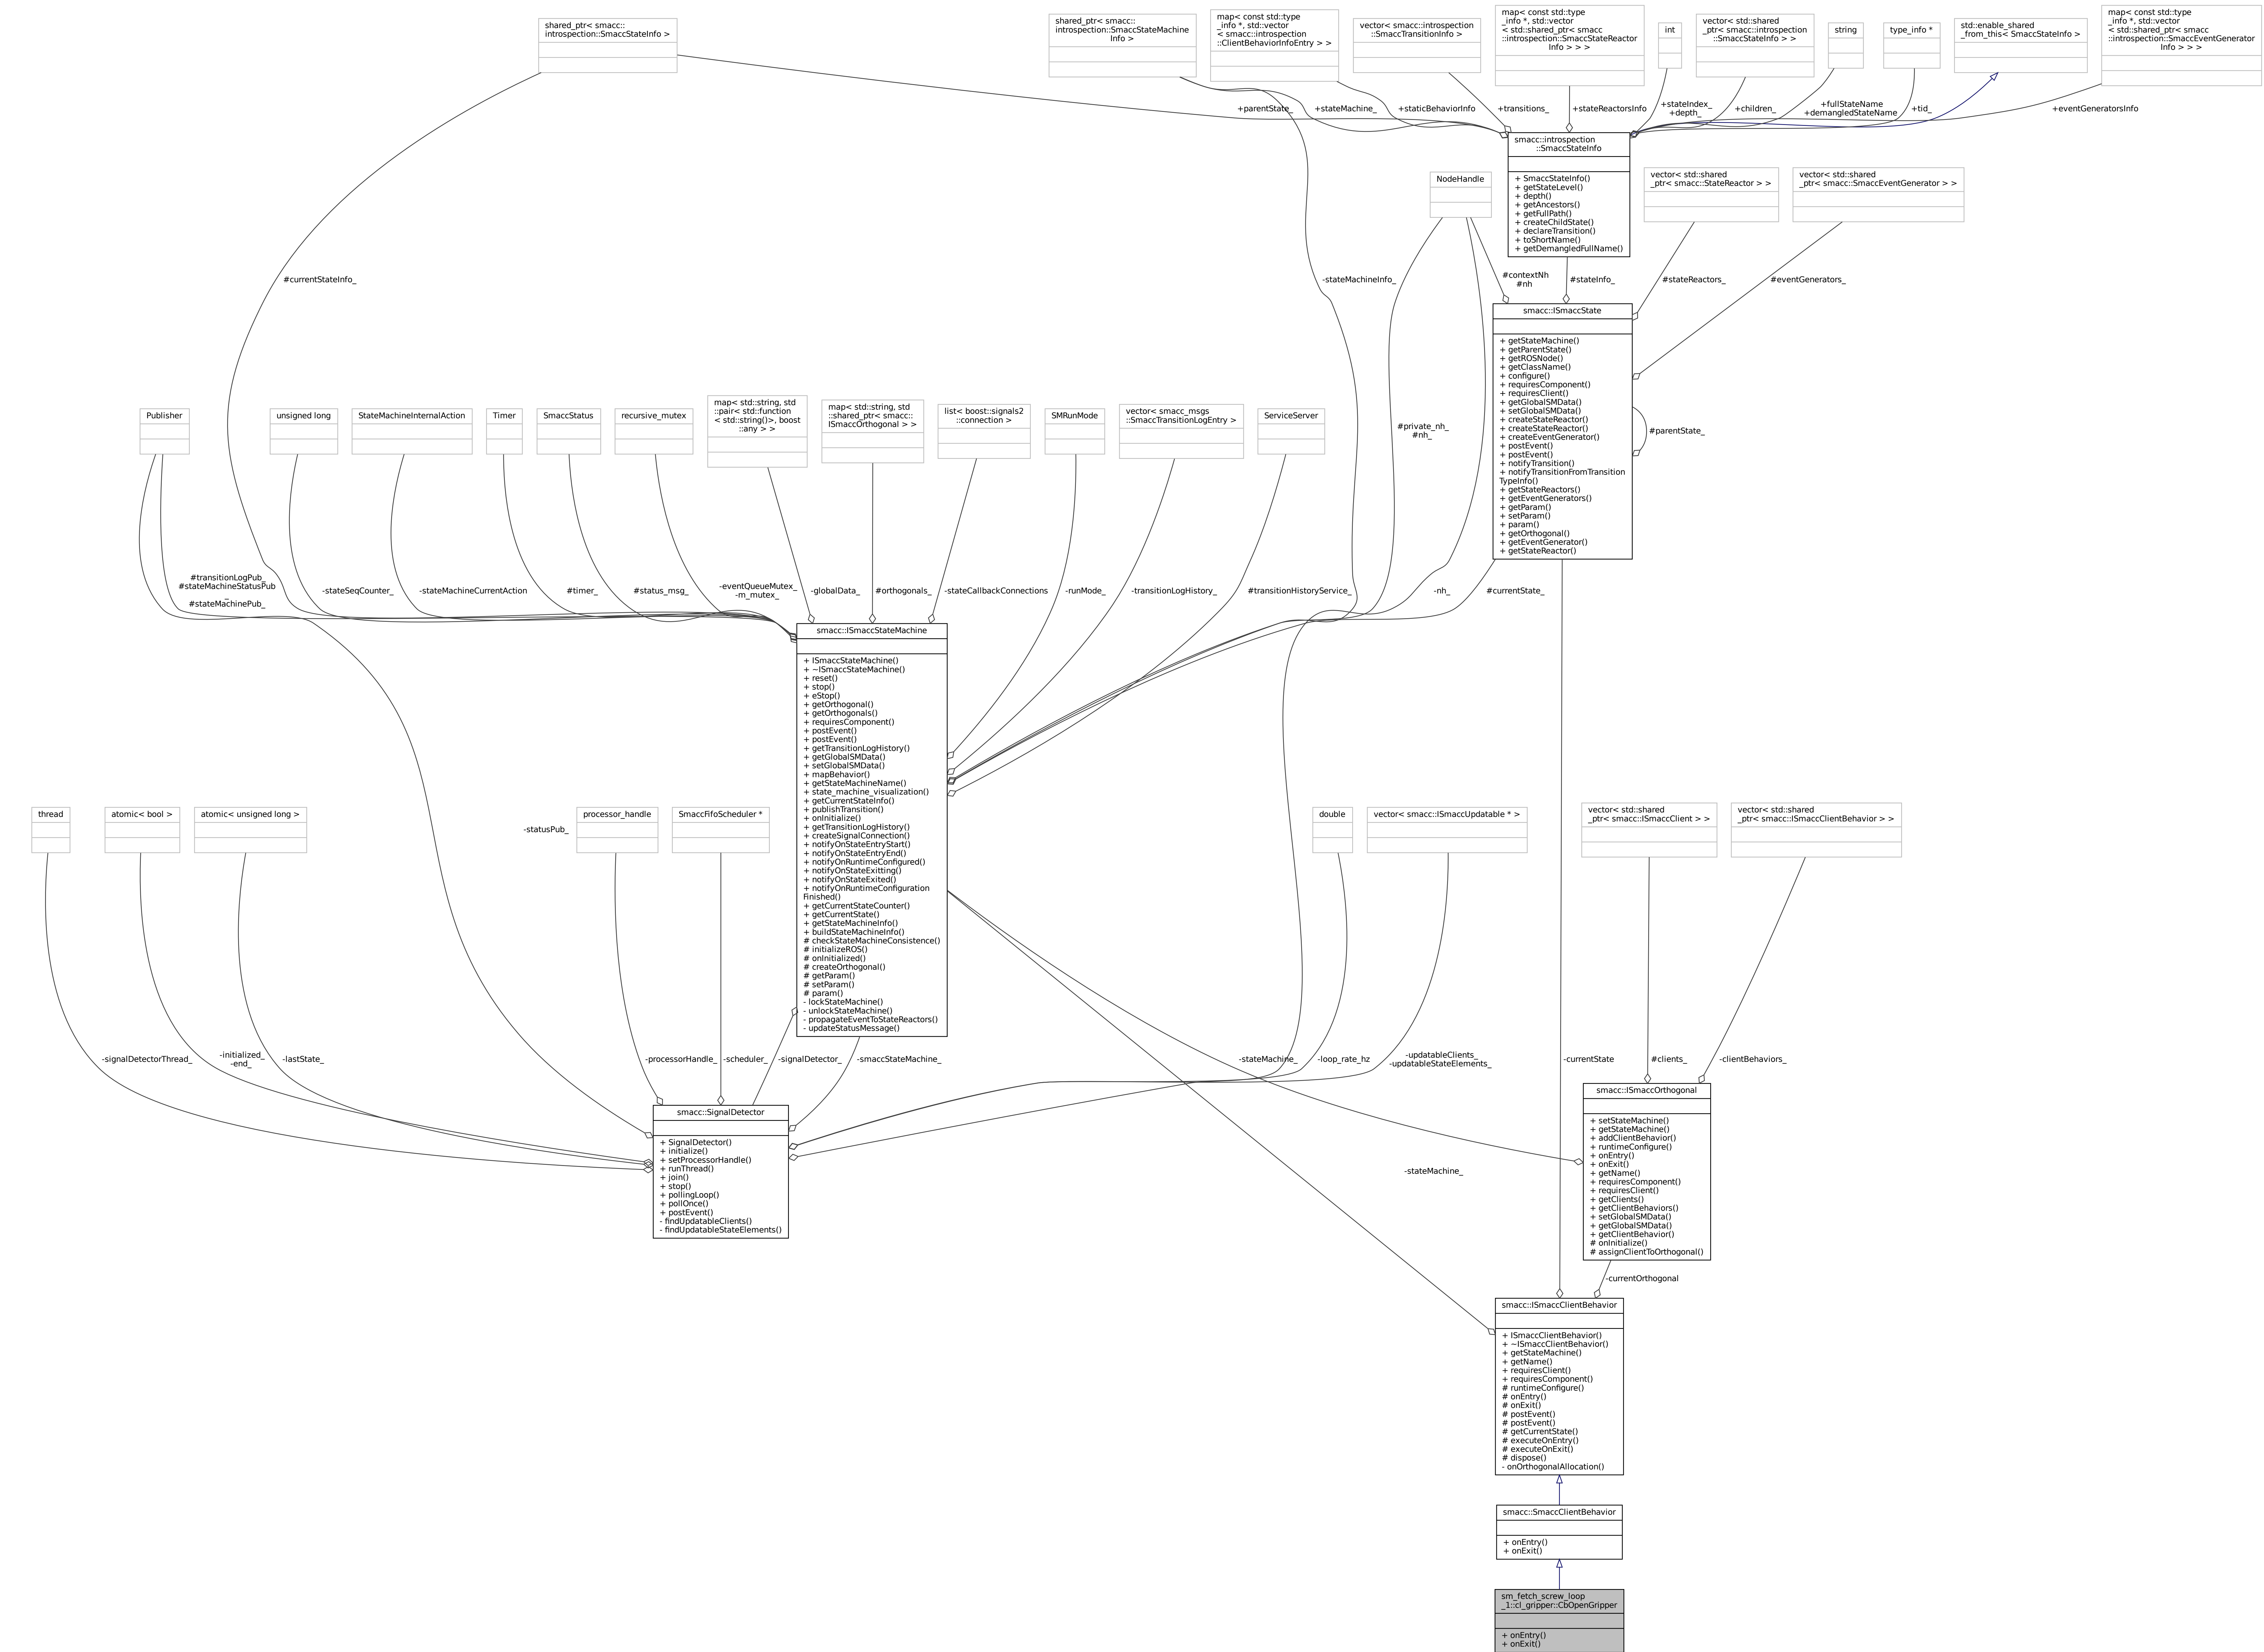 shared_ptr< smacc::
introspection::SmaccStateInfo >
shared_ptr< smacc::
introspection::SmaccStateMachine
Info >
map< const std::type
_info *, std::vector
< smacc::introspection
::ClientBehaviorInfoEntry > >
vector< smacc::introspection
::SmaccTransitionInfo >
map< const std::type
_info *, std::vector
< std::shared_ptr< smacc
::introspection::SmaccStateReactor
Info > > >
int
vector< std::shared
_ptr< smacc::introspection
::SmaccStateInfo > >
string
type_info *
std::enable_shared
_from_this< SmaccStateInfo >
map< const std::type
_info *, std::vector
< std::shared_ptr< smacc
::introspection::SmaccEventGenerator
Info > > >
+parentState_
+stateMachine_
+staticBehaviorInfo
+transitions_
+stateReactorsInfo
+stateIndex_
+depth_
+children_
+fullStateName
+demangledStateName
+tid_
+eventGeneratorsInfo
smacc::introspection
::SmaccStateInfo
+ SmaccStateInfo()
+ getStateLevel()
+ depth()
+ getAncestors()
+ getFullPath()
+ createChildState()
+ declareTransition()
+ toShortName()
+ getDemangledFullName()
NodeHandle
vector< std::shared
_ptr< smacc::StateReactor > >
vector< std::shared
_ptr< smacc::SmaccEventGenerator > >
#currentStateInfo_
-stateMachineInfo_
#contextNh
#nh
#stateInfo_
#stateReactors_
#eventGenerators_
smacc::ISmaccState
+ getStateMachine()
+ getParentState()
+ getROSNode()
+ getClassName()
+ configure()
+ requiresComponent()
+ requiresClient()
+ getGlobalSMData()
+ setGlobalSMData()
+ createStateReactor()
+ createStateReactor()
+ createEventGenerator()
+ postEvent()
+ postEvent()
+ notifyTransition()
+ notifyTransitionFromTransition
TypeInfo()
+ getStateReactors()
+ getEventGenerators()
+ getParam()
+ setParam()
+ param()
+ getOrthogonal()
+ getEventGenerator()
+ getStateReactor()
#parentState_
Publisher
unsigned long
StateMachineInternalAction
Timer
SmaccStatus
recursive_mutex
map< std::string, std
::pair< std::function
< std::string()>, boost
::any > >
map< std::string, std
::shared_ptr< smacc::
ISmaccOrthogonal > >
list< boost::signals2
::connection >
SMRunMode
vector< smacc_msgs
::SmaccTransitionLogEntry >
ServiceServer
#private_nh_
#nh_
#transitionLogPub_
#stateMachineStatusPub
_
#stateMachinePub_
-stateSeqCounter_
-stateMachineCurrentAction
#timer_
#status_msg_
-eventQueueMutex_
-m_mutex_
-globalData_
#orthogonals_
-stateCallbackConnections
-runMode_
-transitionLogHistory_
#transitionHistoryService_
-nh_
#currentState_
smacc::ISmaccStateMachine
+ ISmaccStateMachine()
+ ~ISmaccStateMachine()
+ reset()
+ stop()
+ eStop()
+ getOrthogonal()
+ getOrthogonals()
+ requiresComponent()
+ postEvent()
+ postEvent()
+ getTransitionLogHistory()
+ getGlobalSMData()
+ setGlobalSMData()
+ mapBehavior()
+ getStateMachineName()
+ state_machine_visualization()
+ getCurrentStateInfo()
+ publishTransition()
+ onInitialize()
+ getTransitionLogHistory()
+ createSignalConnection()
+ notifyOnStateEntryStart()
+ notifyOnStateEntryEnd()
+ notifyOnRuntimeConfigured()
+ notifyOnStateExitting()
+ notifyOnStateExited()
+ notifyOnRuntimeConfiguration
Finished()
+ getCurrentStateCounter()
+ getCurrentState()
+ getStateMachineInfo()
+ buildStateMachineInfo()
# checkStateMachineConsistence()
# initializeROS()
# onInitialized()
# createOrthogonal()
# getParam()
# setParam()
# param()
- lockStateMachine()
- unlockStateMachine()
- propagateEventToStateReactors()
- updateStatusMessage()
thread
atomic< bool >
atomic< unsigned long >
-statusPub_
processor_handle
SmaccFifoScheduler *
double
vector< smacc::ISmaccUpdatable * >
vector< std::shared
_ptr< smacc::ISmaccClient > >
vector< std::shared
_ptr< smacc::ISmaccClientBehavior > >
-signalDetectorThread_
-initialized_
-end_
-lastState_
-processorHandle_
-scheduler_
-signalDetector_
-smaccStateMachine_
-stateMachine_
-loop_rate_hz
-updatableClients_
-updatableStateElements_
-currentState
#clients_
-clientBehaviors_
smacc::SignalDetector
+ SignalDetector()
+ initialize()
+ setProcessorHandle()
+ runThread()
+ join()
+ stop()
+ pollingLoop()
+ pollOnce()
+ postEvent()
- findUpdatableClients()
- findUpdatableStateElements()
-stateMachine_
smacc::ISmaccOrthogonal
+ setStateMachine()
+ getStateMachine()
+ addClientBehavior()
+ runtimeConfigure()
+ onEntry()
+ onExit()
+ getName()
+ requiresComponent()
+ requiresClient()
+ getClients()
+ getClientBehaviors()
+ setGlobalSMData()
+ getGlobalSMData()
+ getClientBehavior()
# onInitialize()
# assignClientToOrthogonal()
-currentOrthogonal
smacc::ISmaccClientBehavior
+ ISmaccClientBehavior()
+ ~ISmaccClientBehavior()
+ getStateMachine()
+ getName()
+ requiresClient()
+ requiresComponent()
# runtimeConfigure()
# onEntry()
# onExit()
# postEvent()
# postEvent()
# getCurrentState()
# executeOnEntry()
# executeOnExit()
# dispose()
- onOrthogonalAllocation()
smacc::SmaccClientBehavior
+ onEntry()
+ onExit()
sm_fetch_screw_loop
_1::cl_gripper::CbOpenGripper
+ onEntry()
+ onExit()